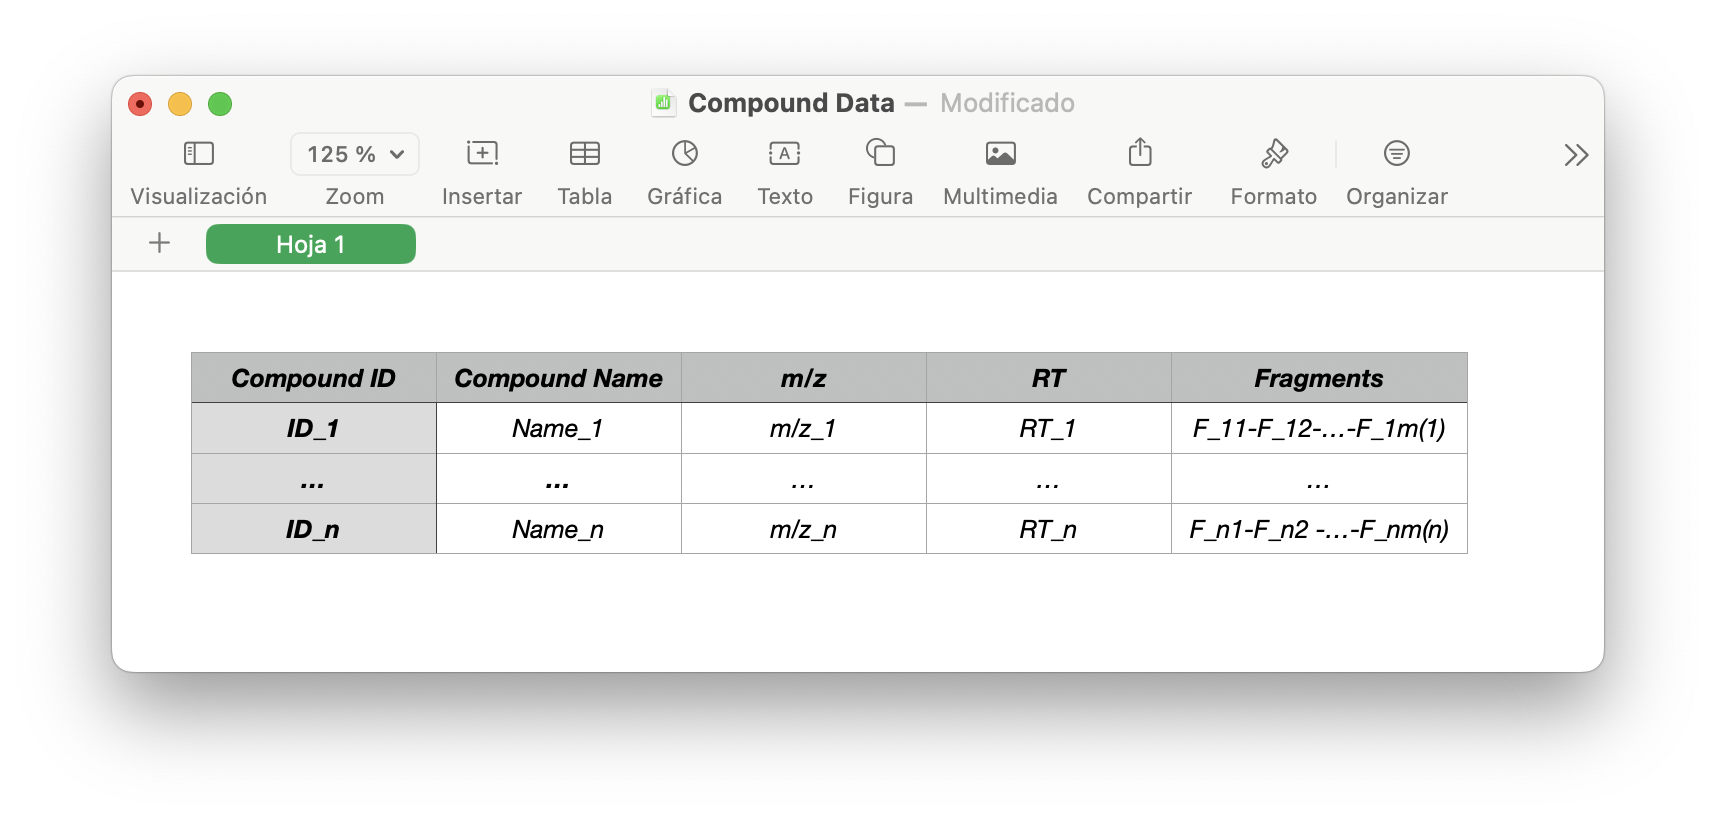 Compound Data — Modificado
125 %
Visualización Zoom Insertar Tabla Gráfica Texto Figura Multimedia Compartir Formato Organizar
Hoja 1
Compound ID Compound Name m/z RT Fragments
ID_1 Name_1 m/z_1 RT_1 F_11-F_12-...-F_1m(1)
... ... ... ... ...
ID_n Name_n m/z_n RT_n F_n1-F_n2 -...-F_nm(n)